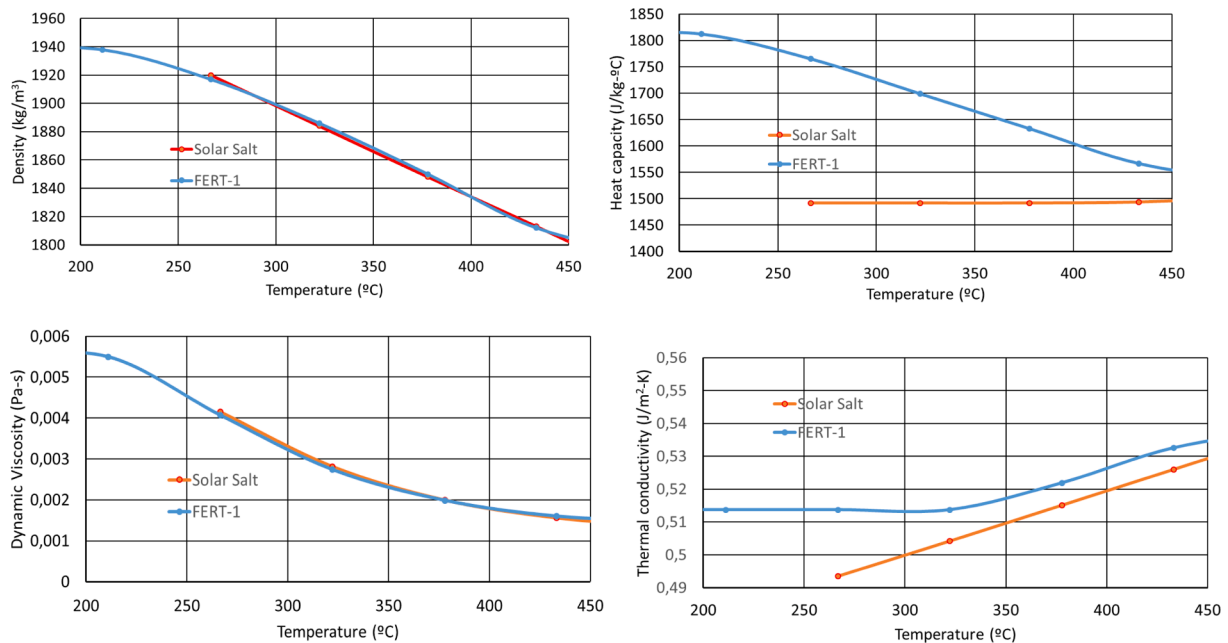 1960
1940
1920
1900
1880
1860
1840
1820
1800
Density (kg/m³)
Solar Salt
FERT-1
200 250 300 350 400 450
Temperature (ºC)
1850
1800
1750
1700
1650
1600
1550
1500
1450
1400
Heat capacity (J/kg-ºC)
Solar Salt
FERT-1
200 250 300 350 400 450
Temperature (ºC)
0,006
0,005
0,004
0,003
0,002
0,001
0
Dynamic Viscosity (Pa-s)
Solar Salt
FERT-1
200 250 300 350 400 450
Temperature (ºC)
0,56
0,55
0,54
0,53
0,52
0,51
0,5
0,49
Thermal conductivity (J/m²-K)
Solar Salt
FERT-1
200 250 300 350 400 450
Temperature (ºC)